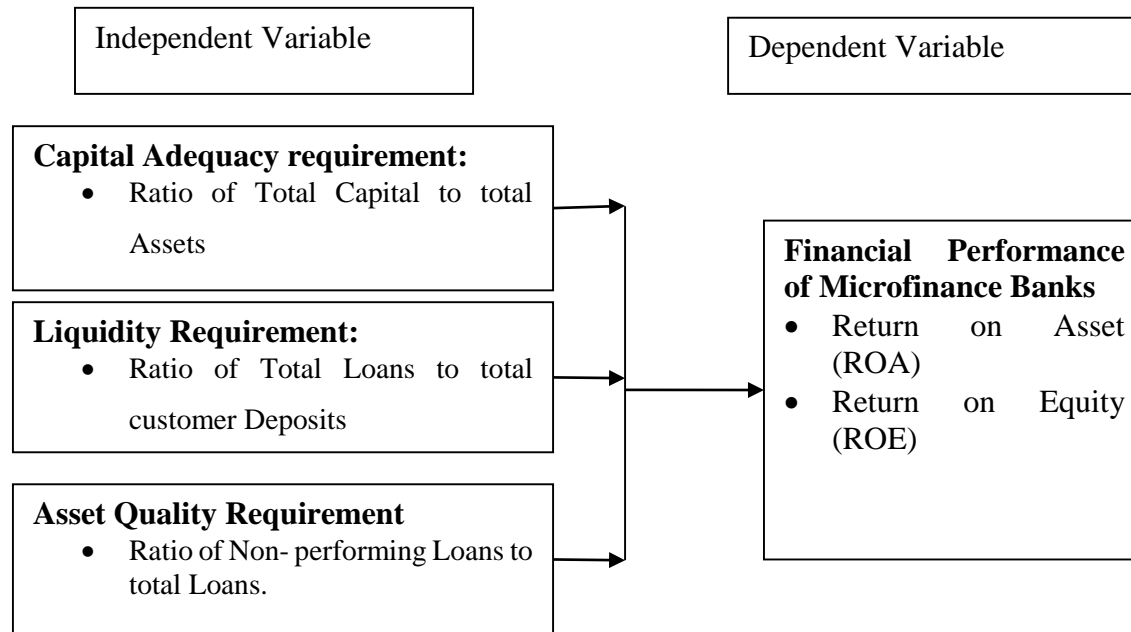 Independent Variable
Dependent Variable
Capital Adequacy requirement:
• Ratio of Total Capital to total
Assets
Liquidity Requirement:
• Ratio of Total Loans to total
customer Deposits
Asset Quality Requirement
• Ratio of Non- performing Loans to
total Loans.
Financial Performance
of Microfinance Banks
• Return on Asset
(ROA)
• Return on Equity
(ROE)